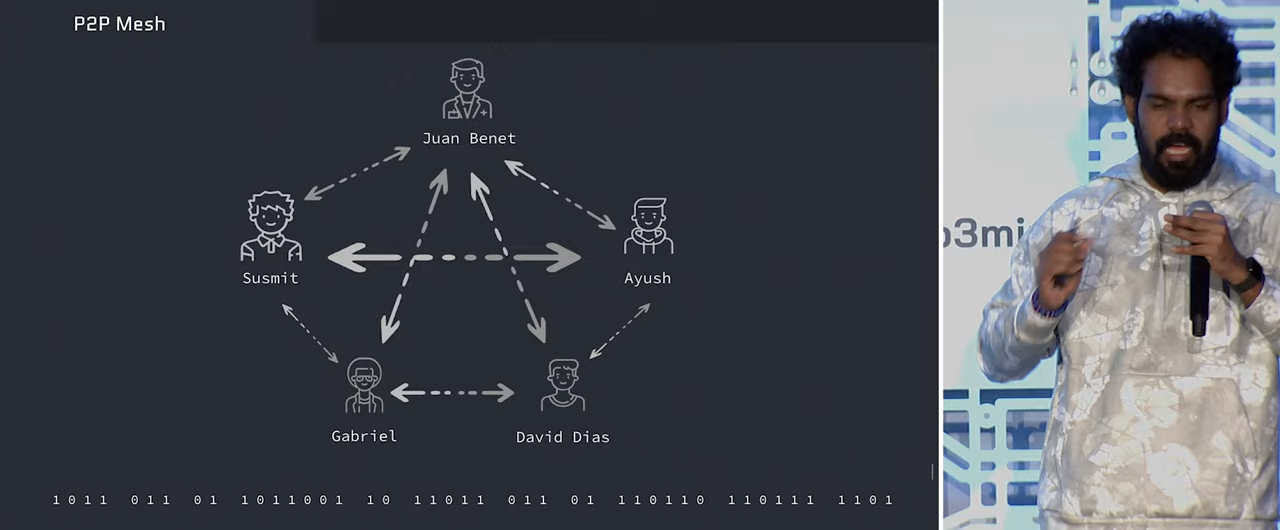 P2P Mesh
Juan Benet
Susmit
Ayush
Gabriel
David Dias
1011 011 01 1011001 10 11011 011 01 110110 110111 1101